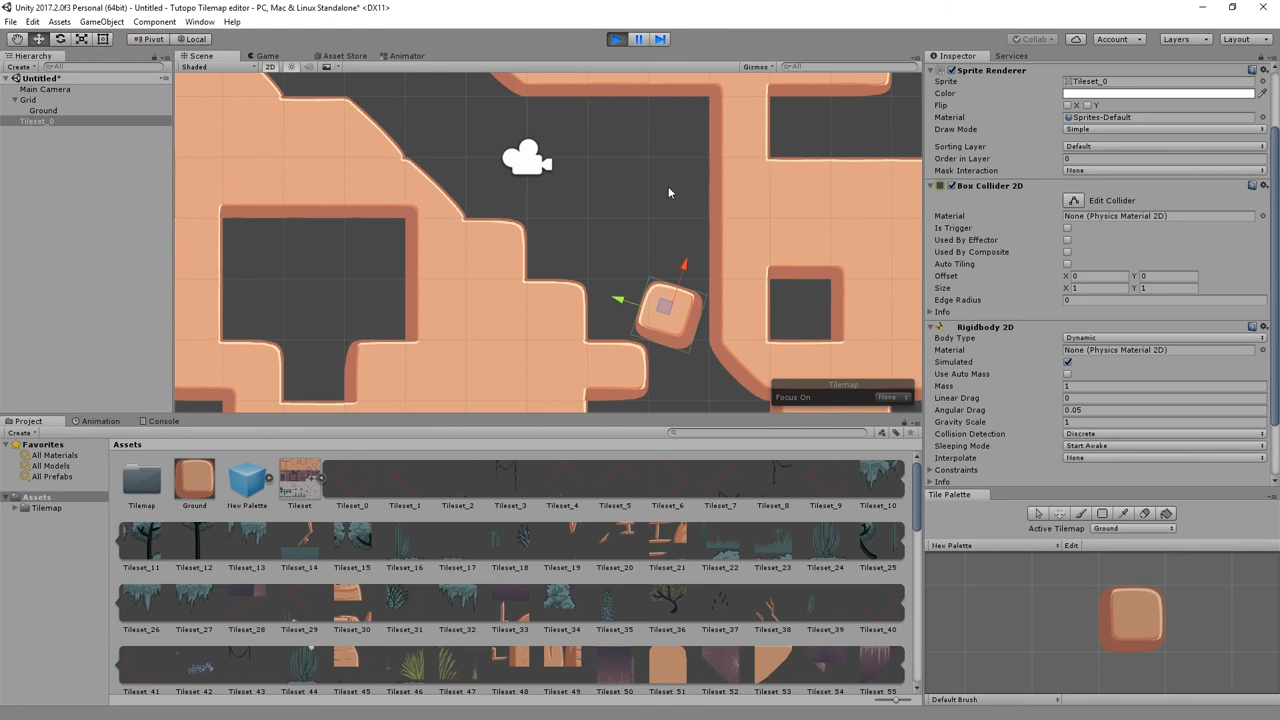 Unity 2017.2.0f3 Personal (64bit) - Untitled - Tutopo Tilemap editor - PC, Mac & Linux Standalone* <DX11>
File Edit Assets GameObject Component Window Help
Pivot Local Collab Account Layers Layout
Hierarchy
Create All
Untitled*
Main Camera
Grid
Ground
Tileset_0
Scene Game Asset Store Animator
Shaded 2D Gizmos All
Tilemap
Focus On None
Inspector Services
Sprite Renderer
Sprite Tileset_0
Color
Flip X Y
Material Sprites-Default
Draw Mode Simple
Sorting Layer Default
Order in Layer 0
Mask Interaction None
Box Collider 2D
Edit Collider
Material None (Physics Material 2D)
Is Trigger
Used By Effector
Used By Composite
Auto Tiling
Offset X 0 Y 0
Size X 1 Y 1
Edge Radius 0
Info
Rigidbody 2D
Body Type Dynamic
Material None (Physics Material 2D)
Simulated
Use Auto Mass
Mass 1
Linear Drag 0
Angular Drag 0.05
Gravity Scale 1
Collision Detection Discrete
Sleeping Mode Start Awake
Interpolate None
Constraints
Info
Tile Palette
Active Tilemap Ground
New Palette Edit
Default Brush
Project Animation Console
Create
Favorites
All Materials
All Models
All Prefabs
Assets
Tilemap
Assets
Tilemap Ground New Palette Tileset Tileset_0 Tileset_1 Tileset_2 Tileset_3 Tileset_4 Tileset_5 Tileset_6 Tileset_7 Tileset_8 Tileset_9 Tileset_10
Tileset_11 Tileset_12 Tileset_13 Tileset_14 Tileset_15 Tileset_16 Tileset_17 Tileset_18 Tileset_19 Tileset_20 Tileset_21 Tileset_22 Tileset_23 Tileset_24 Tileset_25
Tileset_26 Tileset_27 Tileset_28 Tileset_29 Tileset_30 Tileset_31 Tileset_32 Tileset_33 Tileset_34 Tileset_35 Tileset_36 Tileset_37 Tileset_38 Tileset_39 Tileset_40
Tileset_41 Tileset_42 Tileset_43 Tileset_44 Tileset_45 Tileset_46 Tileset_47 Tileset_48 Tileset_49 Tileset_50 Tileset_51 Tileset_52 Tileset_53 Tileset_54 Tileset_55